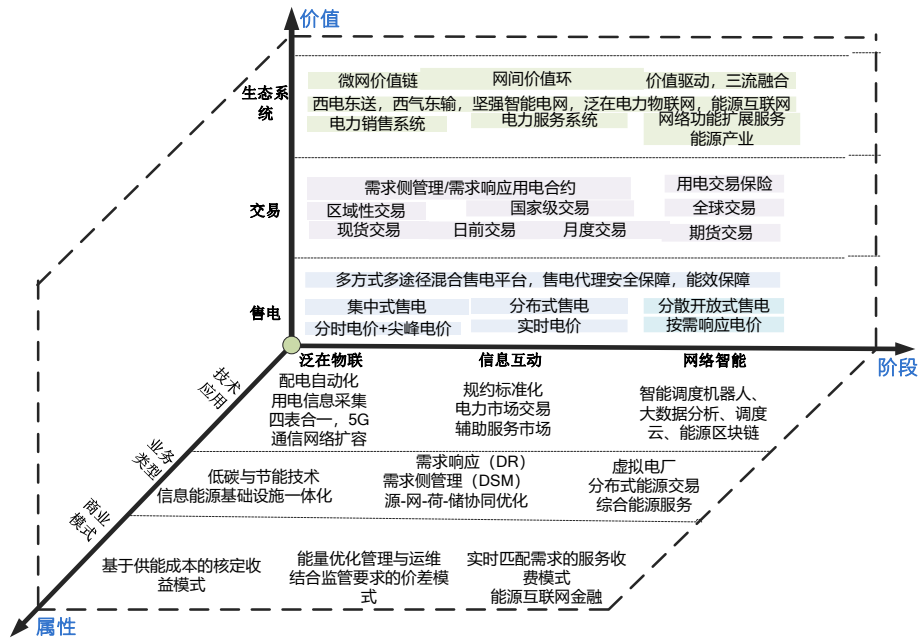 价值
生态系统
微网价值链 网间价值环 价值驱动，三流融合
西电东送，西气东输，坚强智能电网，泛在电力物联网，能源互联网
电力销售系统 电力服务系统 网络功能扩展服务
能源产业
需求侧管理/需求响应用电合约 用电交易保险
交易
区域性交易 国家级交易 全球交易
现货交易 日前交易 月度交易 期货交易
多方式多途径混合售电平台，售电代理安全保障，能效保障
售电
集中式售电 分布式售电 分散开放式售电
分时电价+尖峰电价 实时电价 按需响应电价
泛在物联 信息互动 网络智能
阶段
技术
应用
配电自动化
用电信息采集
四表合一，5G
通信网络扩容
规约标准化
电力市场交易
辅助服务市场
智能调度机器人、
大数据分析、调度
云、能源区块链
业务
类型
低碳与节能技术
信息能源基础设施一体化
需求响应（DR）
需求侧管理（DSM）
源-网-荷-储协同优化
虚拟电厂
分布式能源交易
综合能源服务
商业
模式
基于供能成本的核定收
益模式
能量优化管理与运维
结合监管要求的价差模
式
实时匹配需求的服务收
费模式
能源互联网金融
属性